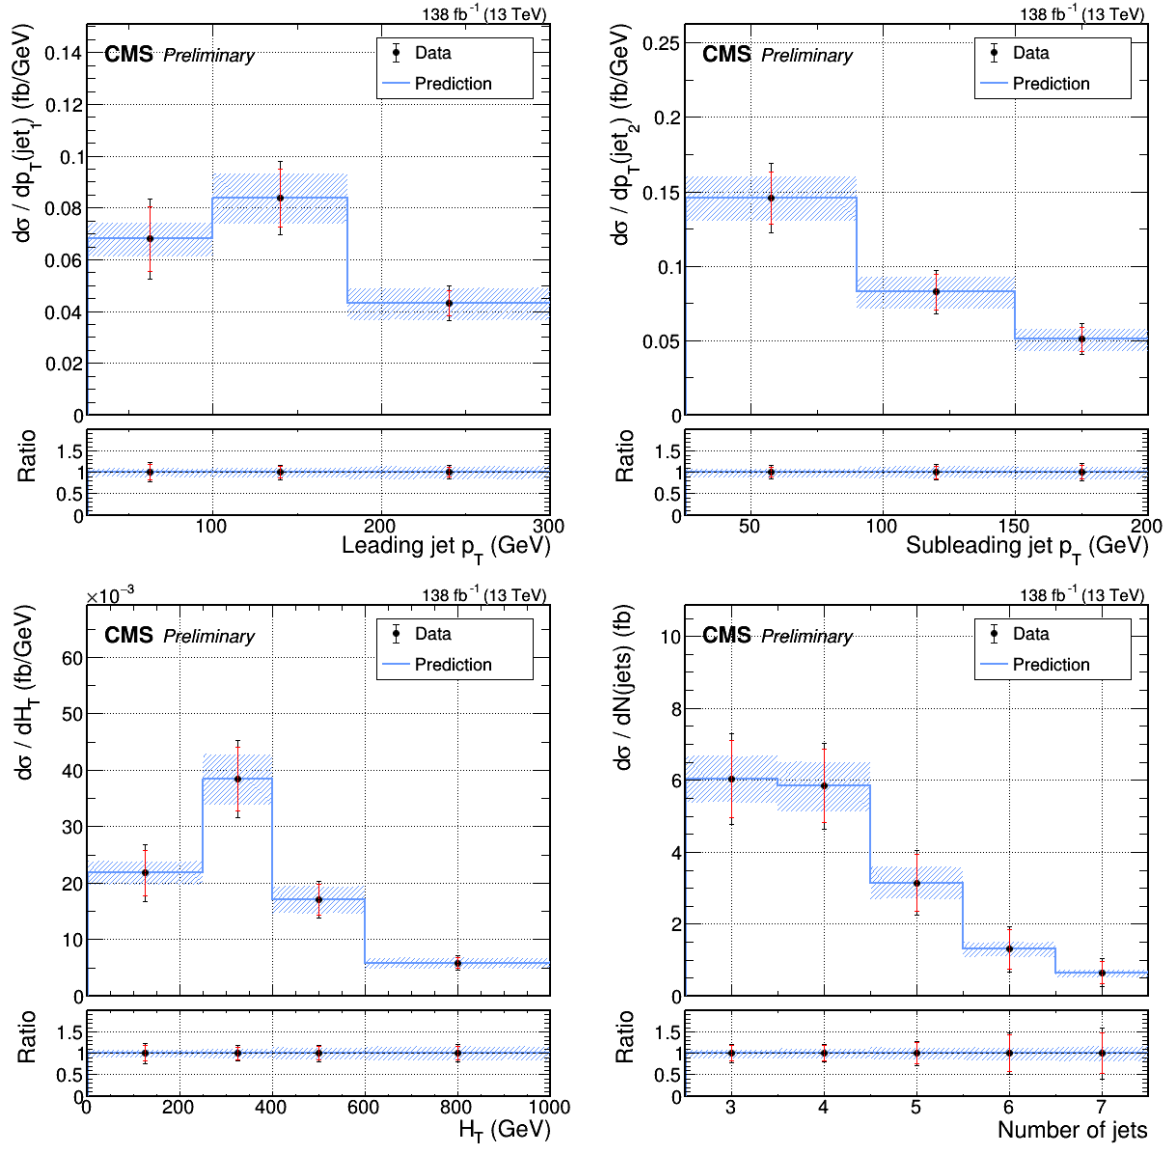 138 fb⁻¹ (13 TeV)
CMS Preliminary
Data
Prediction
dσ / dp_T(jet_1) (fb/GeV)
0.14
0.12
0.1
0.08
0.06
0.04
0.02
0
Ratio
1.5
1
0.5
0
100 200 300
Leading jet p_T (GeV)
138 fb⁻¹ (13 TeV)
CMS Preliminary
Data
Prediction
dσ / dp_T(jet_2) (fb/GeV)
0.25
0.2
0.15
0.1
0.05
0
Ratio
1.5
1
0.5
0
50 100 150 200
Subleading jet p_T (GeV)
×10⁻³
138 fb⁻¹ (13 TeV)
CMS Preliminary
Data
Prediction
dσ / dH_T (fb/GeV)
60
50
40
30
20
10
0
Ratio
1.5
1
0.5
0
0 200 400 600 800 1000
H_T (GeV)
138 fb⁻¹ (13 TeV)
CMS Preliminary
Data
Prediction
dσ / dN(jets) (fb)
10
8
6
4
2
0
Ratio
1.5
1
0.5
0
3 4 5 6 7
Number of jets